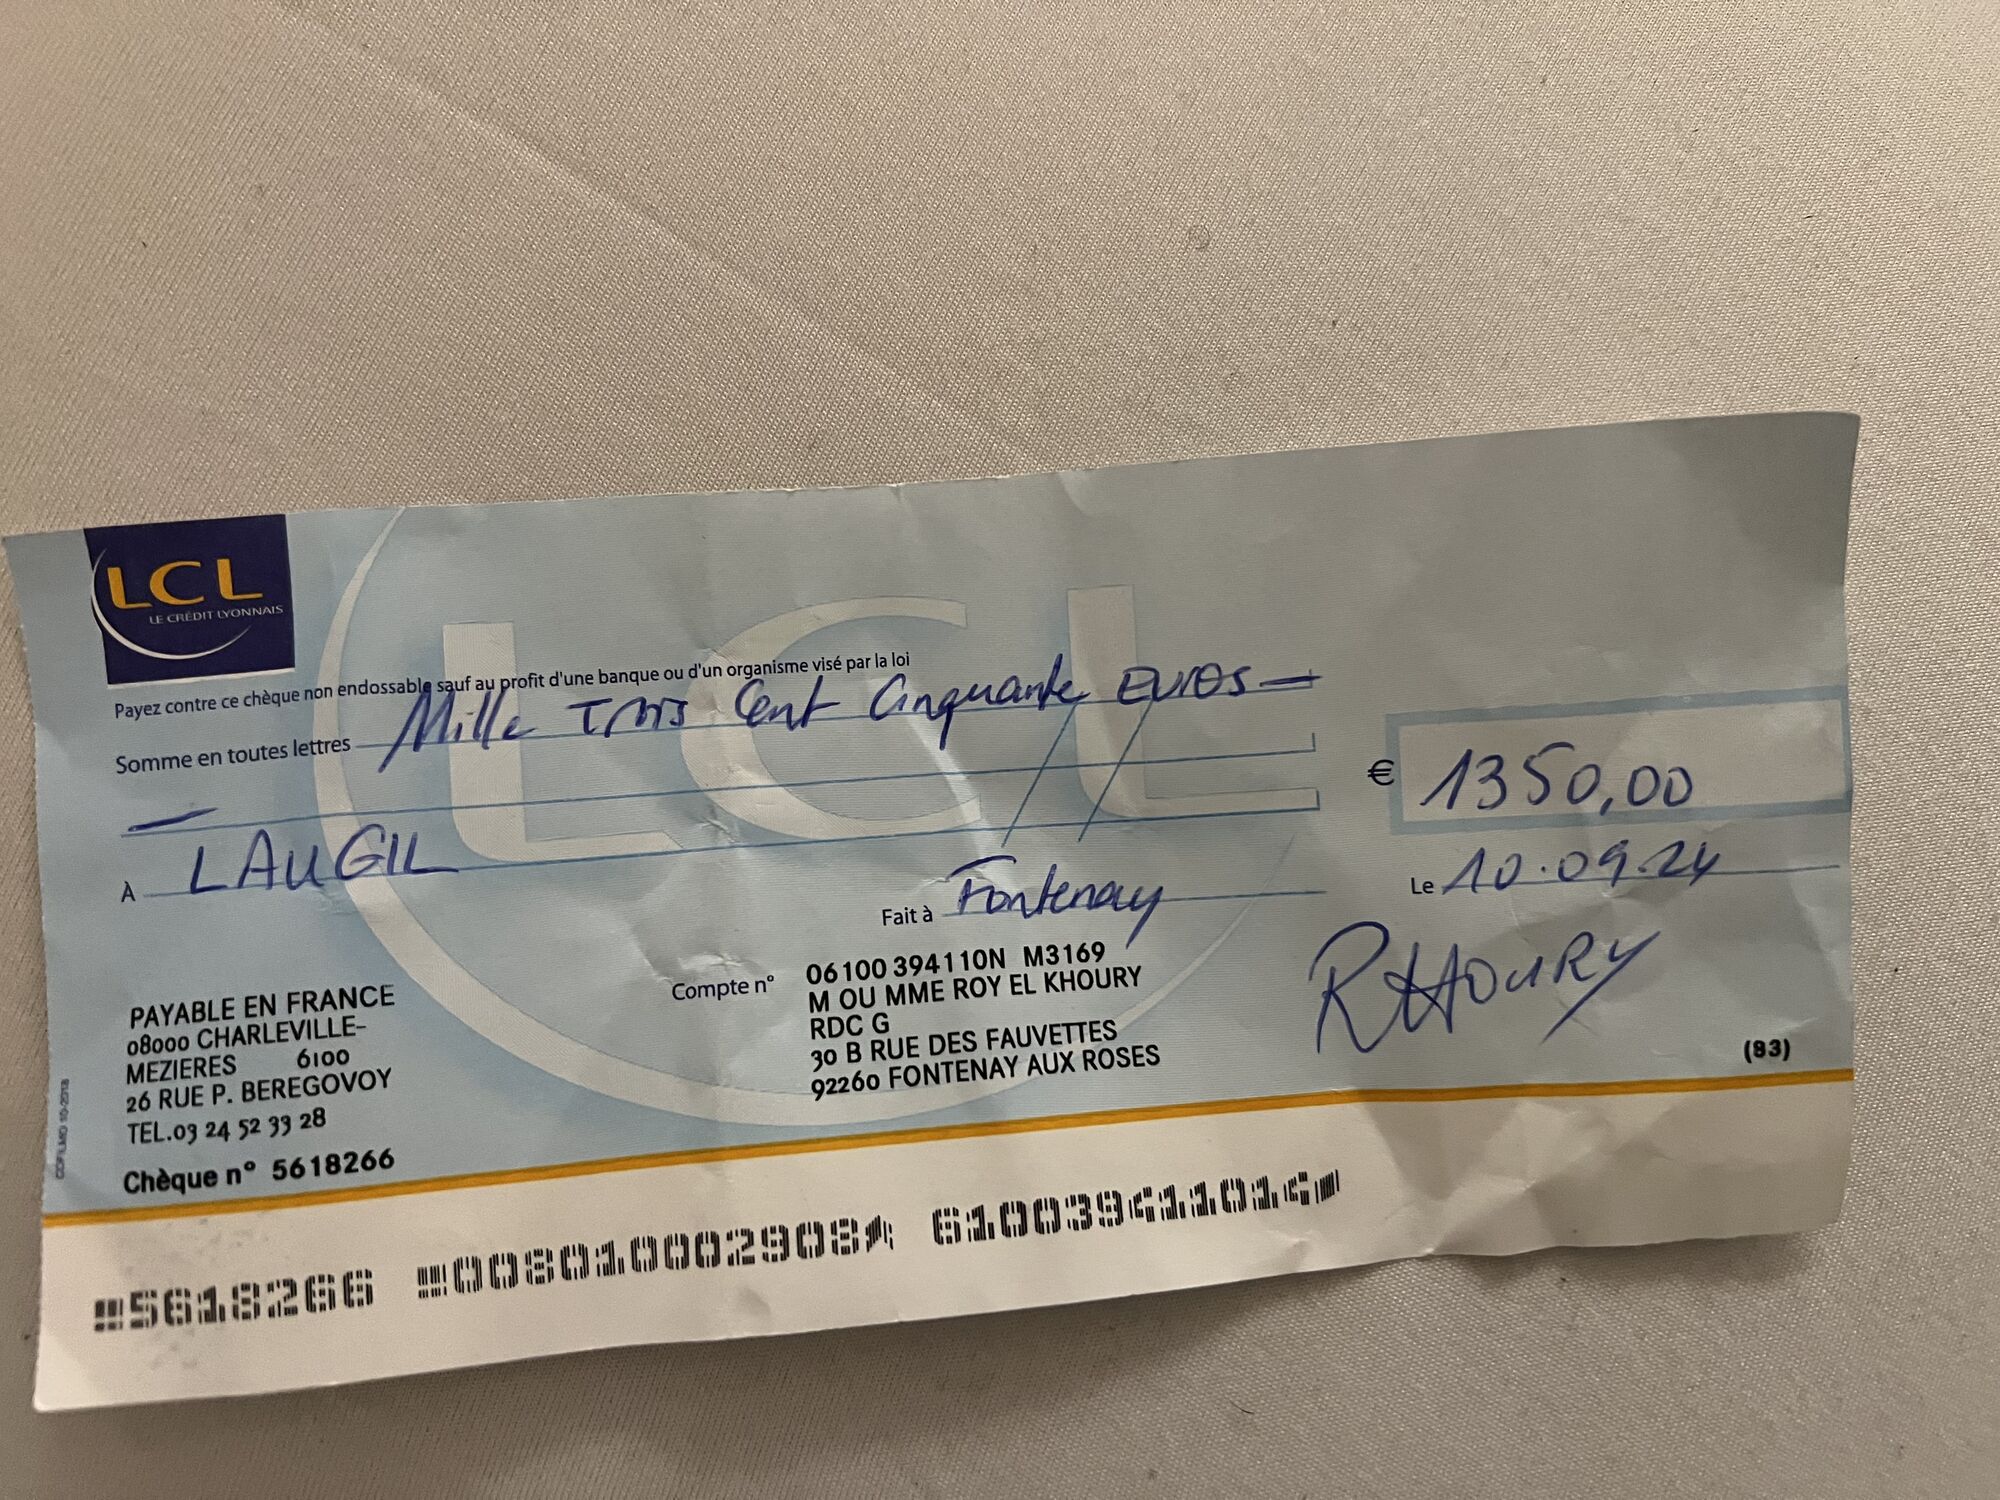 LCL
LE CRÉDIT LYONNAIS
Payez contre ce chèque non endossable sauf au profit d'une banque ou d'un organisme visé par la loi
Somme en toutes lettres Mille Trois Cent Cinquante EUROS
€ 1350,00
À LAUGIL
Fait à Fontenay
Le 10.09.24
PAYABLE EN FRANCE
08000 CHARLEVILLE-
MEZIERES 6100
26 RUE P. BEREGOVOY
TEL.03 24 52 33 28
Chèque n° 5618266
Compte n° 06100 394110N M3169
M OU MME ROY EL KHOURY
RDC G
30 B RUE DES FAUVETTES
92260 FONTENAY AUX ROSES
RKHOURY
(83)
5618266 008010002908 610039411014